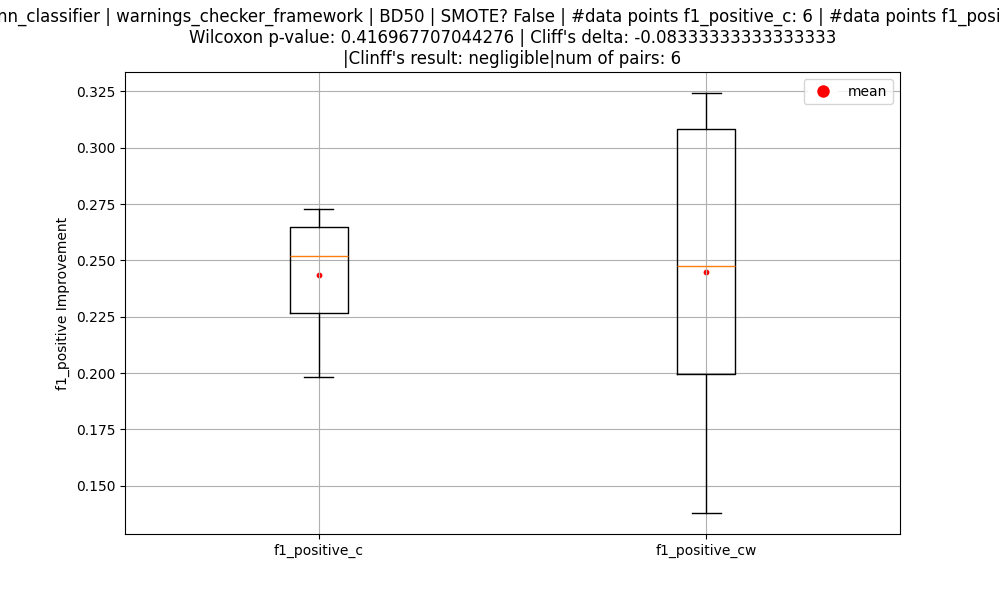 nn_classifier | warnings_checker_framework | BD50 | SMOTE? False | #data points f1_positive_c: 6 | #data points f1_posi
Wilcoxon p-value: 0.416967707044276 | Cliff's delta: -0.08333333333333333
|Clinff's result: negligible|num of pairs: 6
mean
0.325
0.300
0.275
0.250
0.225
0.200
0.175
0.150
f1_positive Improvement
f1_positive_c
f1_positive_cw